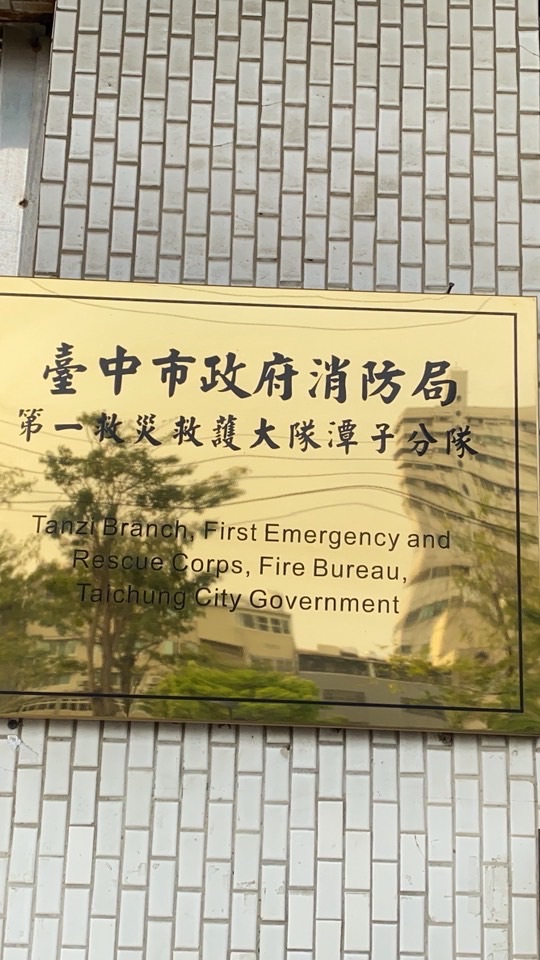 臺中市政府消防局
第一救災救護大隊潭子分隊
Tanzi Branch, First Emergency and
Rescue Corps, Fire Bureau,
Taichung City Government